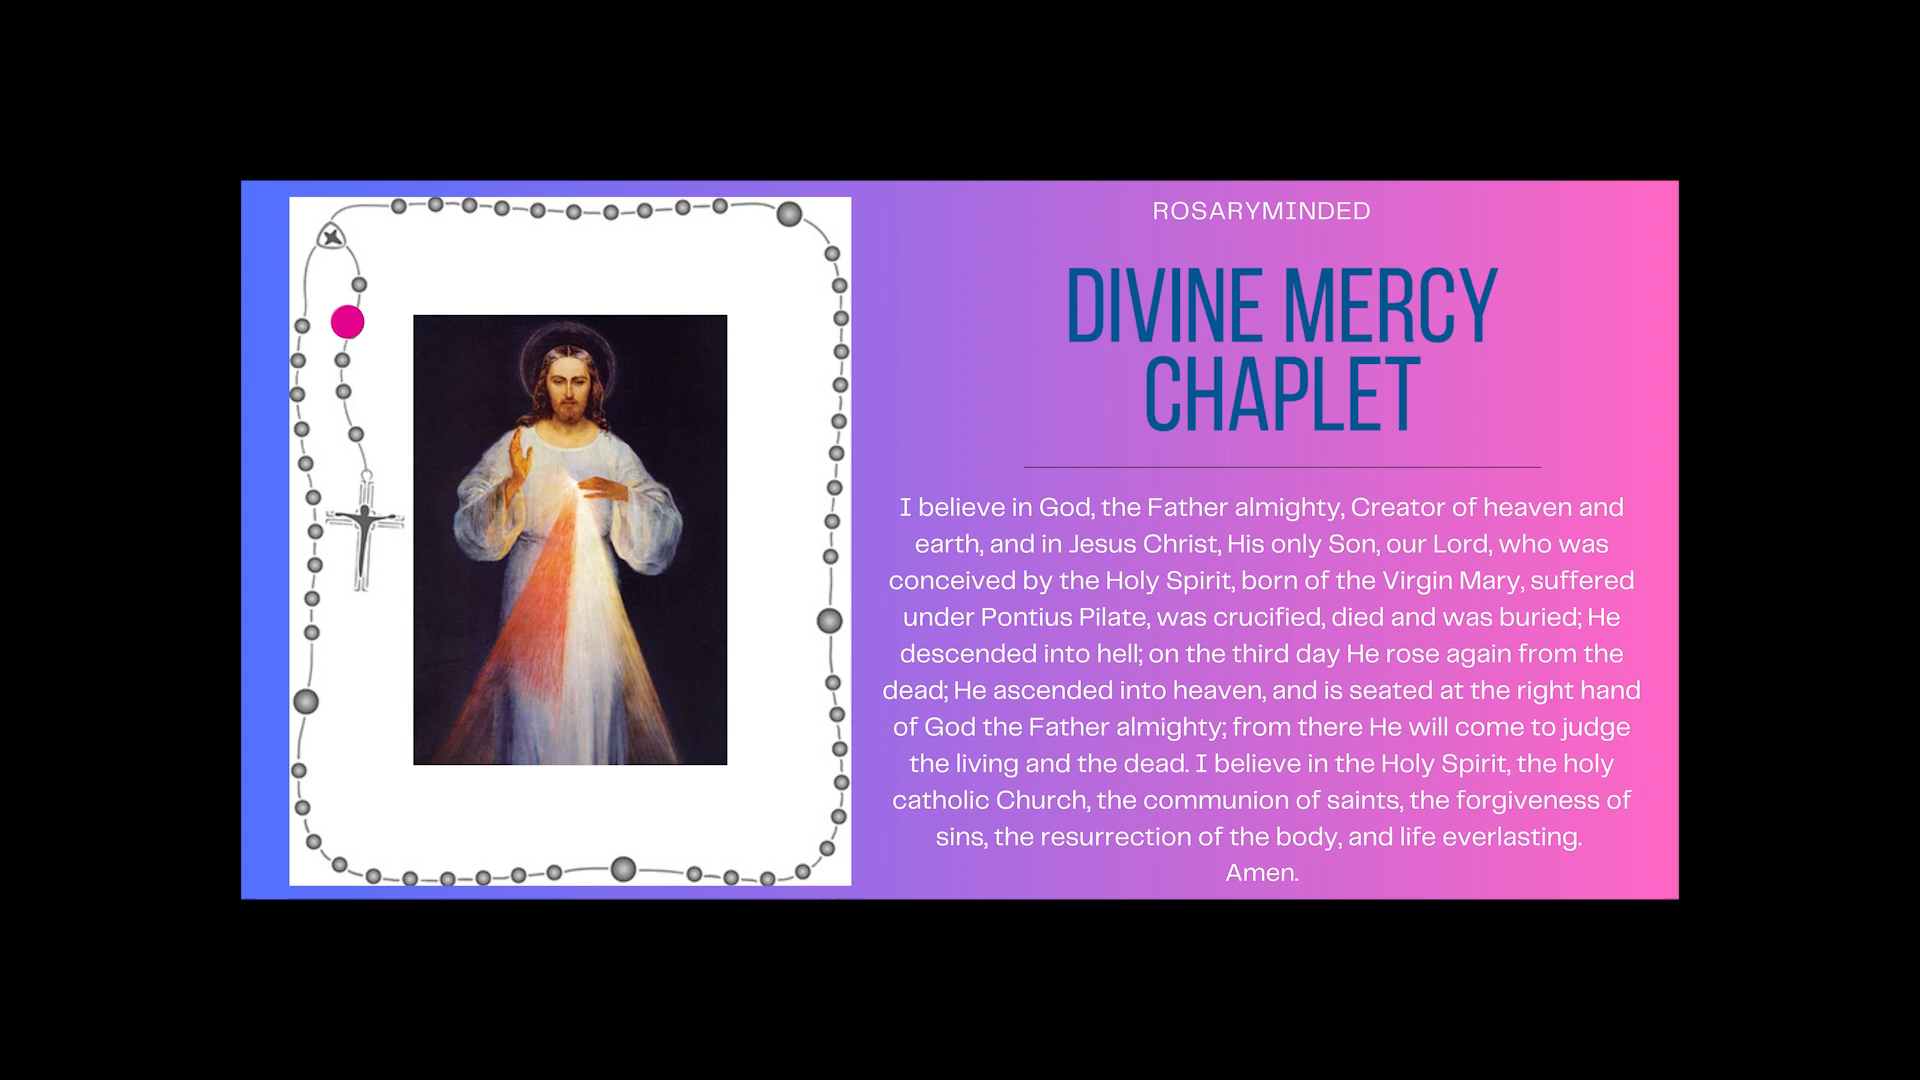 ROSARYMINDED
DIVINE MERCY
CHAPLET
I believe in God, the Father almighty, Creator of heaven and
earth, and in Jesus Christ, His only Son, our Lord, who was
conceived by the Holy Spirit, born of the Virgin Mary, suffered
under Pontius Pilate, was crucified, died and was buried; He
descended into hell; on the third day He rose again from the
dead; He ascended into heaven, and is seated at the right hand
of God the Father almighty; from there He will come to judge
the living and the dead. I believe in the Holy Spirit, the holy
catholic Church, the communion of saints, the forgiveness of
sins, the resurrection of the body, and life everlasting.
Amen.